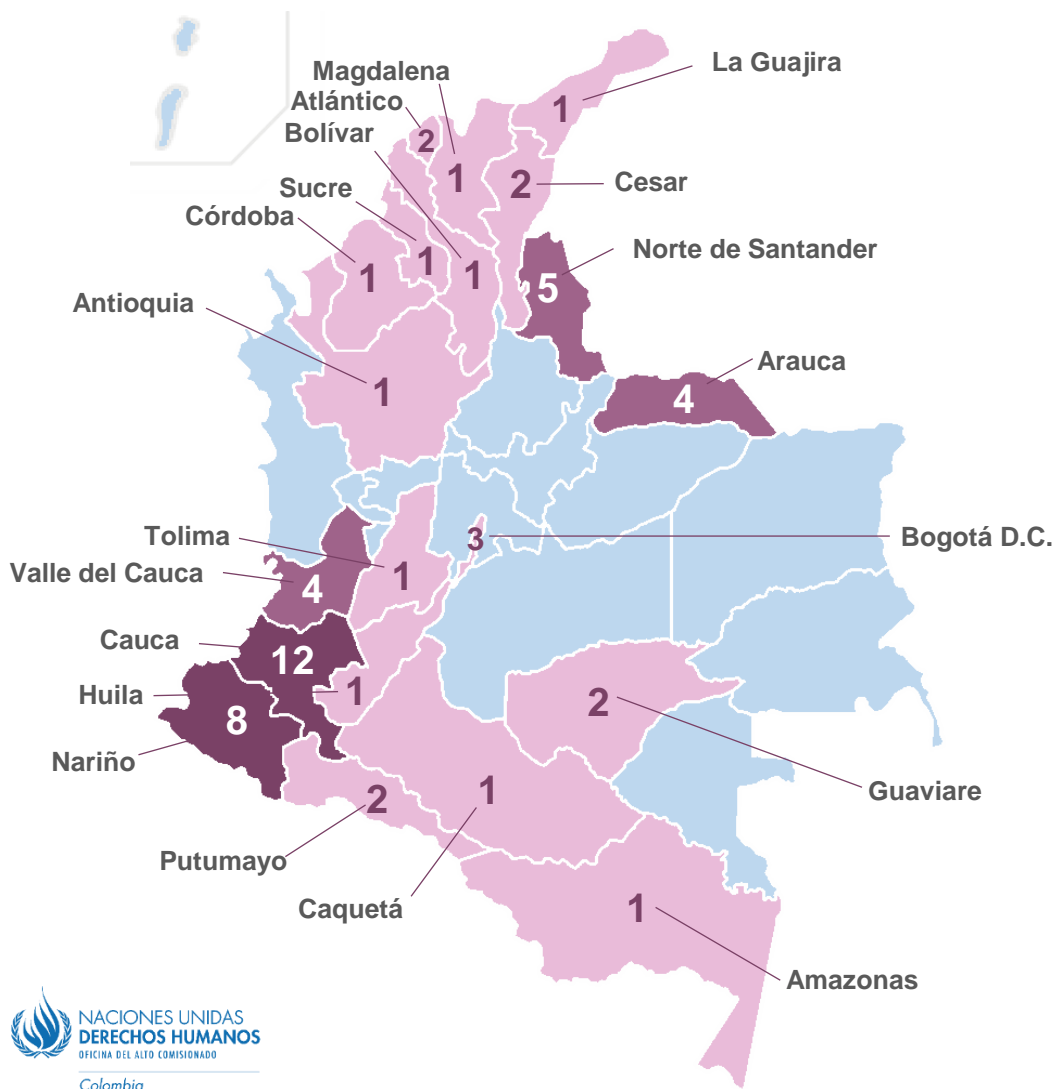 La Guajira
Magdalena
Atlántico
Bolívar
1
2
1
2
Cesar
Sucre
Córdoba
Norte de Santander
1
1
1
5
Antioquia
Arauca
1
4
Tolima
3
Bogotá D.C.
Valle del Cauca
1
4
Cauca
12
Huila
1
2
8
Nariño
Guaviare
2
1
Putumayo
Caquetá
1
Amazonas
NACIONES UNIDAS
DERECHOS HUMANOS
OFICINA DEL ALTO COMISIONADO
Colombia